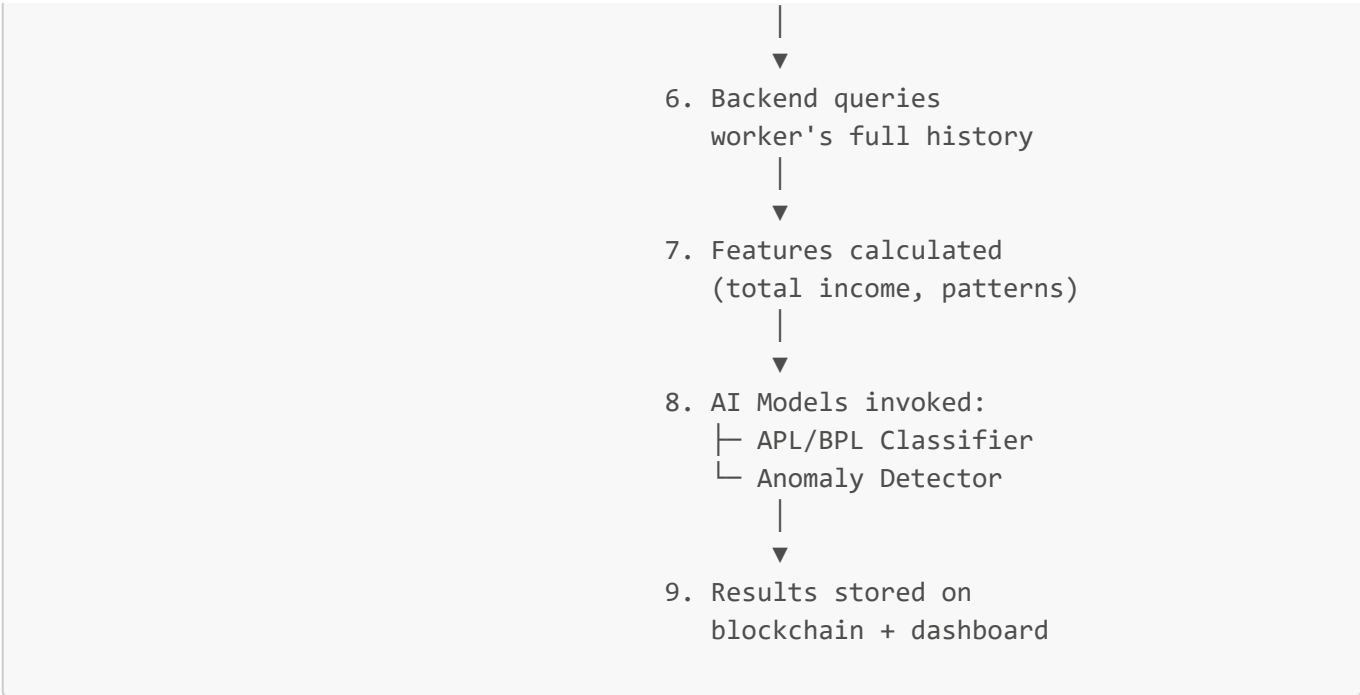 6. Backend queries
worker's full history
7. Features calculated
(total income, patterns)
8. AI Models invoked:
├─ APL/BPL Classifier
└─ Anomaly Detector
9. Results stored on
blockchain + dashboard